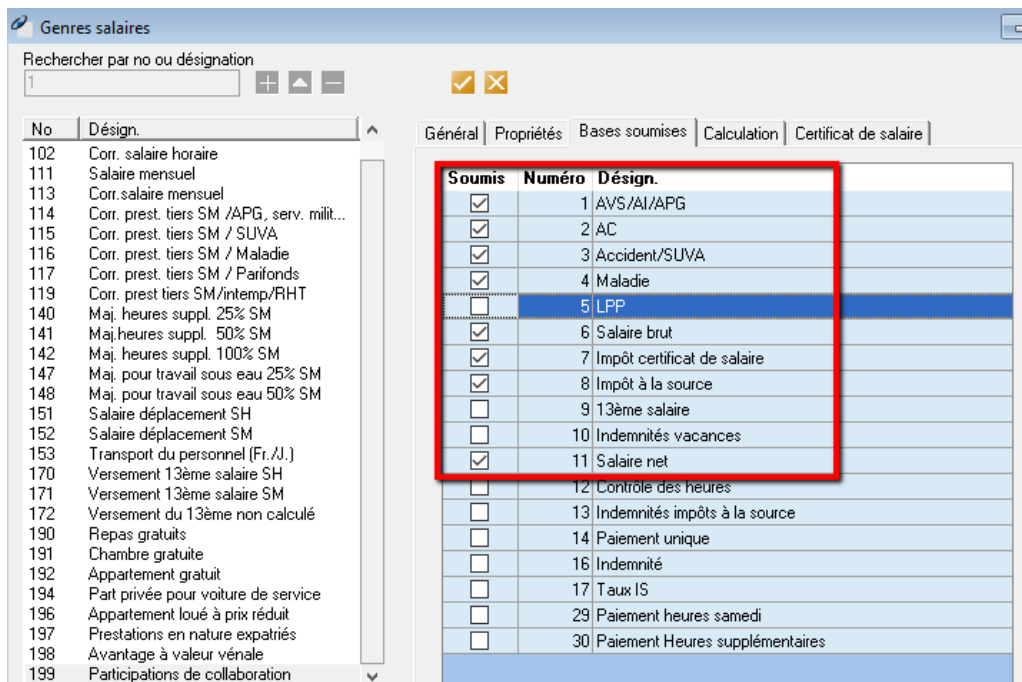 Genres salaires
Rechercher par no ou désignation
1
No Désign.
102 Corr. salaire horaire
111 Salaire mensuel
113 Corr.salaire mensuel
114 Corr. prest. tiers SM /APG, serv. milit...
115 Corr. prest. tiers SM / SUVA
116 Corr. prest. tiers SM / Maladie
117 Corr. prest. tiers SM / Parifonds
119 Corr. prest tiers SM/intemp/RHT
140 Maj. heures suppl. 25% SM
141 Maj.heures suppl. 50% SM
142 Maj. heures suppl. 100% SM
147 Maj. pour travail sous eau 25% SM
148 Maj. pour travail sous eau 50% SM
151 Salaire déplacement SH
152 Salaire déplacement SM
153 Transport du personnel (Fr./J.)
170 Versement 13ème salaire SH
171 Versement 13ème salaire SM
172 Versement du 13ème non calculé
190 Repas gratuits
191 Chambre gratuite
192 Appartement gratuit
194 Part privée pour voiture de service
196 Appartement loué à prix réduit
197 Prestations en nature expatriés
198 Avantage à valeur vénale
199 Participations de collaboration
Général Propriétés Bases soumises Calculation Certificat de salaire
Soumis Numéro Désign.
1 AVS/AI/APG
2 AC
3 Accident/SUVA
4 Maladie
5 LPP
6 Salaire brut
7 Impôt certificat de salaire
8 Impôt à la source
9 13ème salaire
10 Indemnités vacances
11 Salaire net
12 Contrôle des heures
13 Indemnités impôts à la source
14 Paiement unique
16 Indemnité
17 Taux IS
29 Paiement heures samedi
30 Paiement Heures supplémentaires